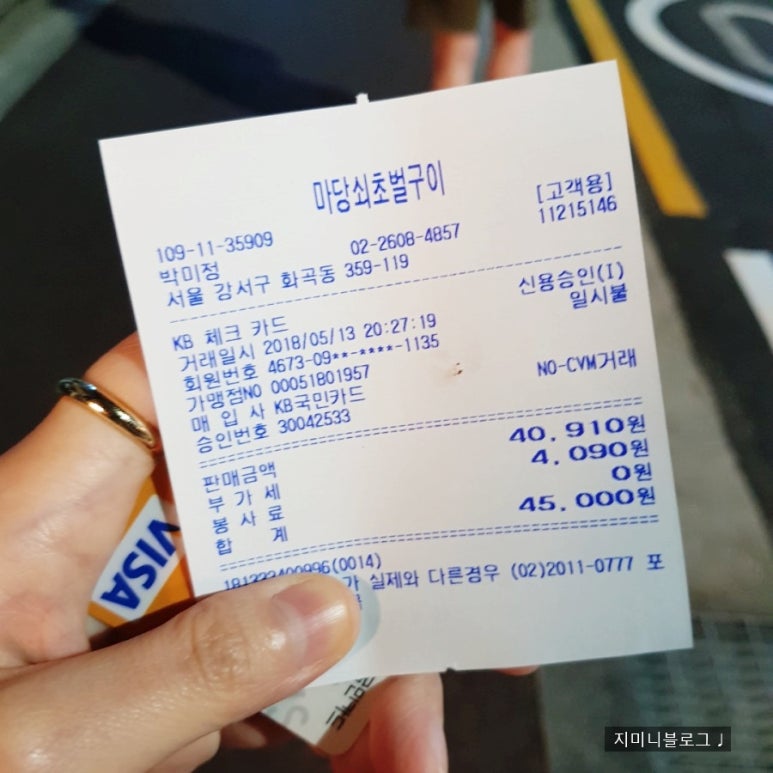 마당쇠초벌구이
[고객용]
109-11-35909 02-2608-4857 11215146
박미정
서울 강서구 화곡동 359-119
신용승인(I)
KB 체크 카드 일시불
거래일시 2018/05/13 20:27:19
회원번호 4673-09**-****-1135
가맹점NO 00051801957 NO-CVM거래
매 입 사 KB국민카드
승인번호 30042533
판매금액 40,910원
부 가 세 4,090원
봉 사 료 0원
합 계 45,000원
(0014)
가 실제와 다른경우 (02)2011-0777 포
VISA
지미니블로그♩